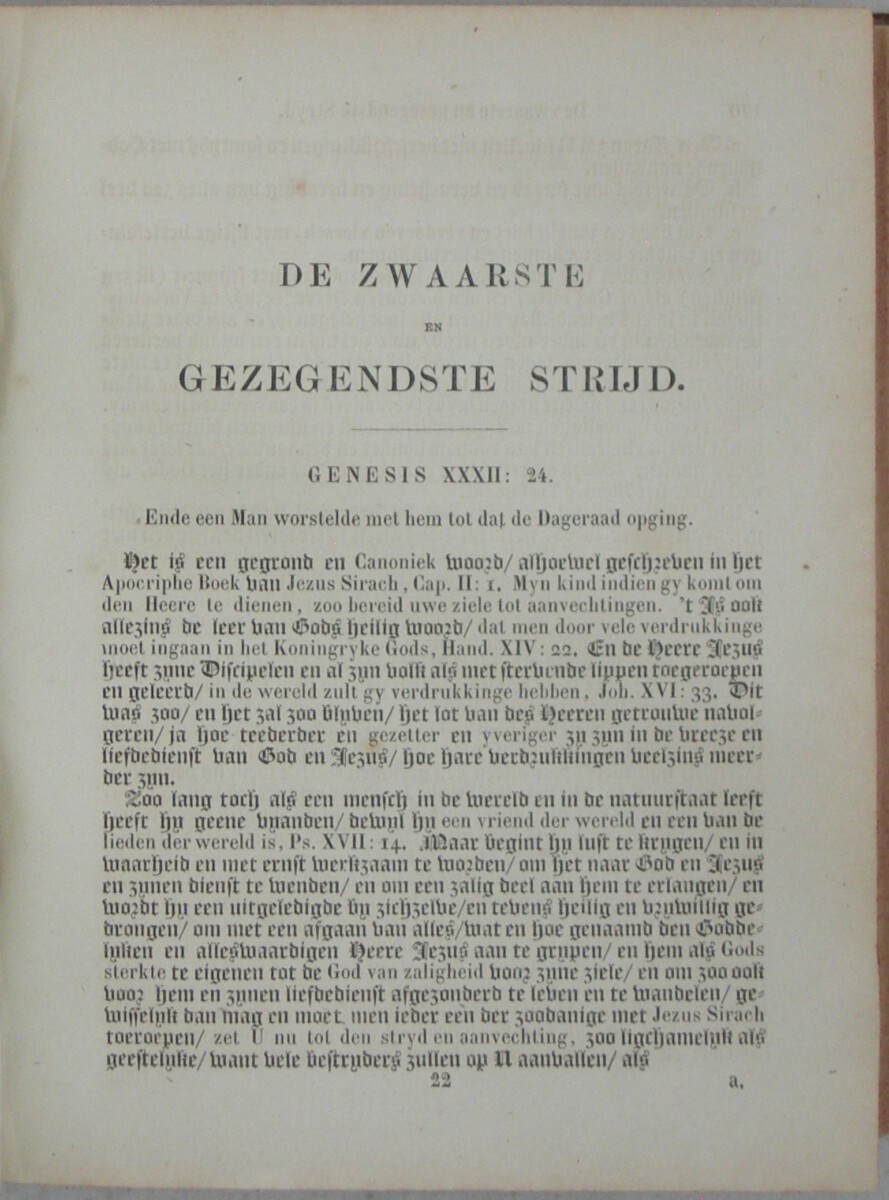 DE ZWAARSTE
EN
GEZEGENDSTE STRIJD.
GENESIS XXXII: 24.
Ende een Man worstelde met hem tot dat de Dageraad opging.
Het is een gegrond en Canoniek woord/ alhoewel geschreven in het
Apocriphe Boek van Jezus Sirach, Cap. II: 1. Myn kind indien gy komt om
den Heere te dienen, zoo bereid uwe ziele tot aanvechtingen. 't Is ook
allezins de leer van Gods heilig woord/ dat men door vele verdrukkinge
moet ingaan in het Koningryke Gods, Hand. XIV: 22. En de Heere Jezus
heeft zyne Discipelen en al zyn volk als met stervende lippen toegeroepen
en geleerd/ in de wereld zult gy verdrukkinge hebben, Joh. XVI: 33. Dit
was zoo/ en het zal zoo blyven/ het lot van des Heeren getrouwe navol-
geren/ ja hoe teederder en gezetter en yveriger zy zyn in de vreeze en
liefdedienst van God en Jezus/ hoe hare verdrukkingen veelzins meer-
der zyn.
Zoo lang toch als een mensch in de wereld en in de natuurstaat leeft
heeft hy geene vyanden/ dewyl hy een vriend der wereld en een van de
lieden der wereld is, Ps. XVII: 14. Maar begint hy lust te krygen/ en in
waarheid en met ernst werkzaam te worden/ om het naar God en Jezus
en zynen dienst te wenden/ en om een zalig deel aan hem te erlangen/ en
wordt hy een uitgeledigde by zichzelve/ en tevens heilig en vrywillig ge-
drongen/ om met een afgaan van alles/ wat en hoe genaamd den Godde-
lyken en alleswaardigen Heere Jezus aan te grypen/ en hem als Gods
sterkte te eigenen tot de God van zaligheid voor zyne ziele/ en om zoo ook
voor hem en zynen liefdedienst afgezonderd te leven en te wandelen/ ge-
wisselyk dan mag en moet men ieder een der zoodanige met Jezus Sirach
toeroepen/ zet U nu tot den stryd en aanvechting, zoo ligchamelyk als
geestelyke/ want vele bestryders zullen op U aanvallen/ als
22 a,